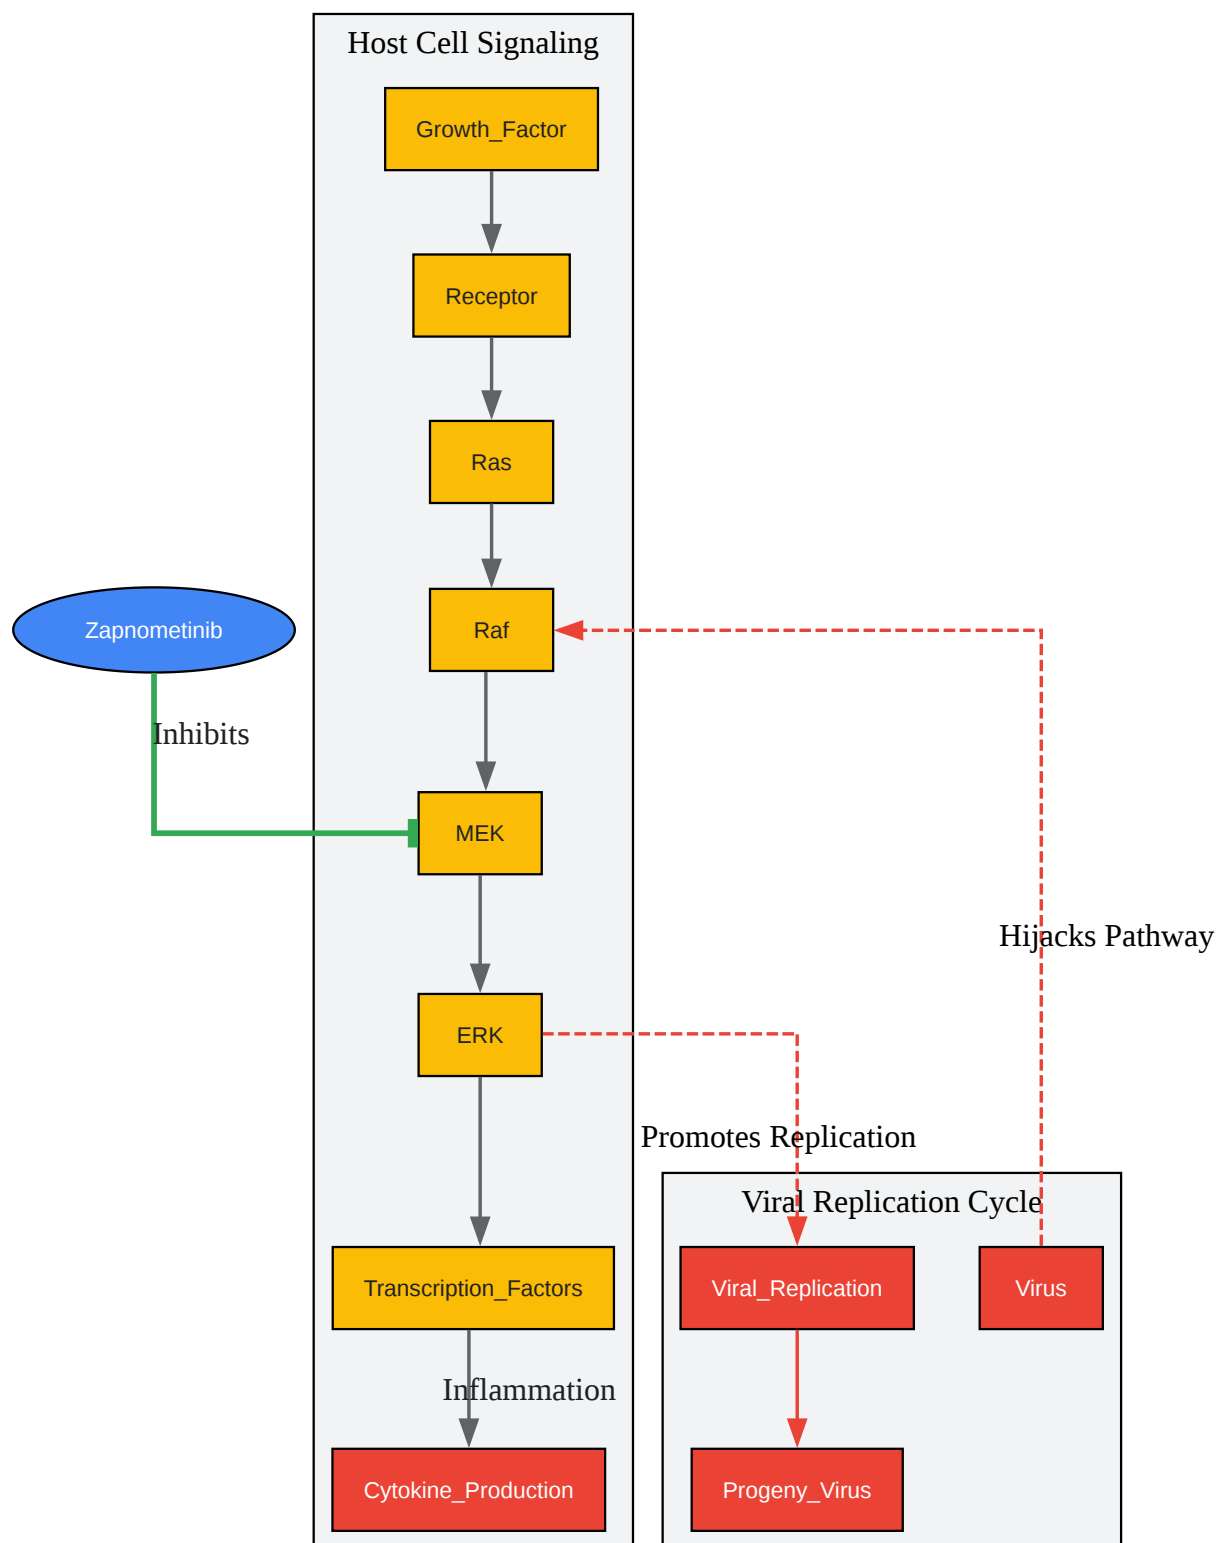 Host Cell Signaling
Growth_Factor
Receptor
Ras
Zapnometinib
Raf
Inhibits
MEK
Hijacks Pathway
ERK
Promotes Replication
Viral Replication Cycle
Transcription_Factors
Viral_Replication
Virus
Inflammation
Cytokine_Production
Progeny_Virus